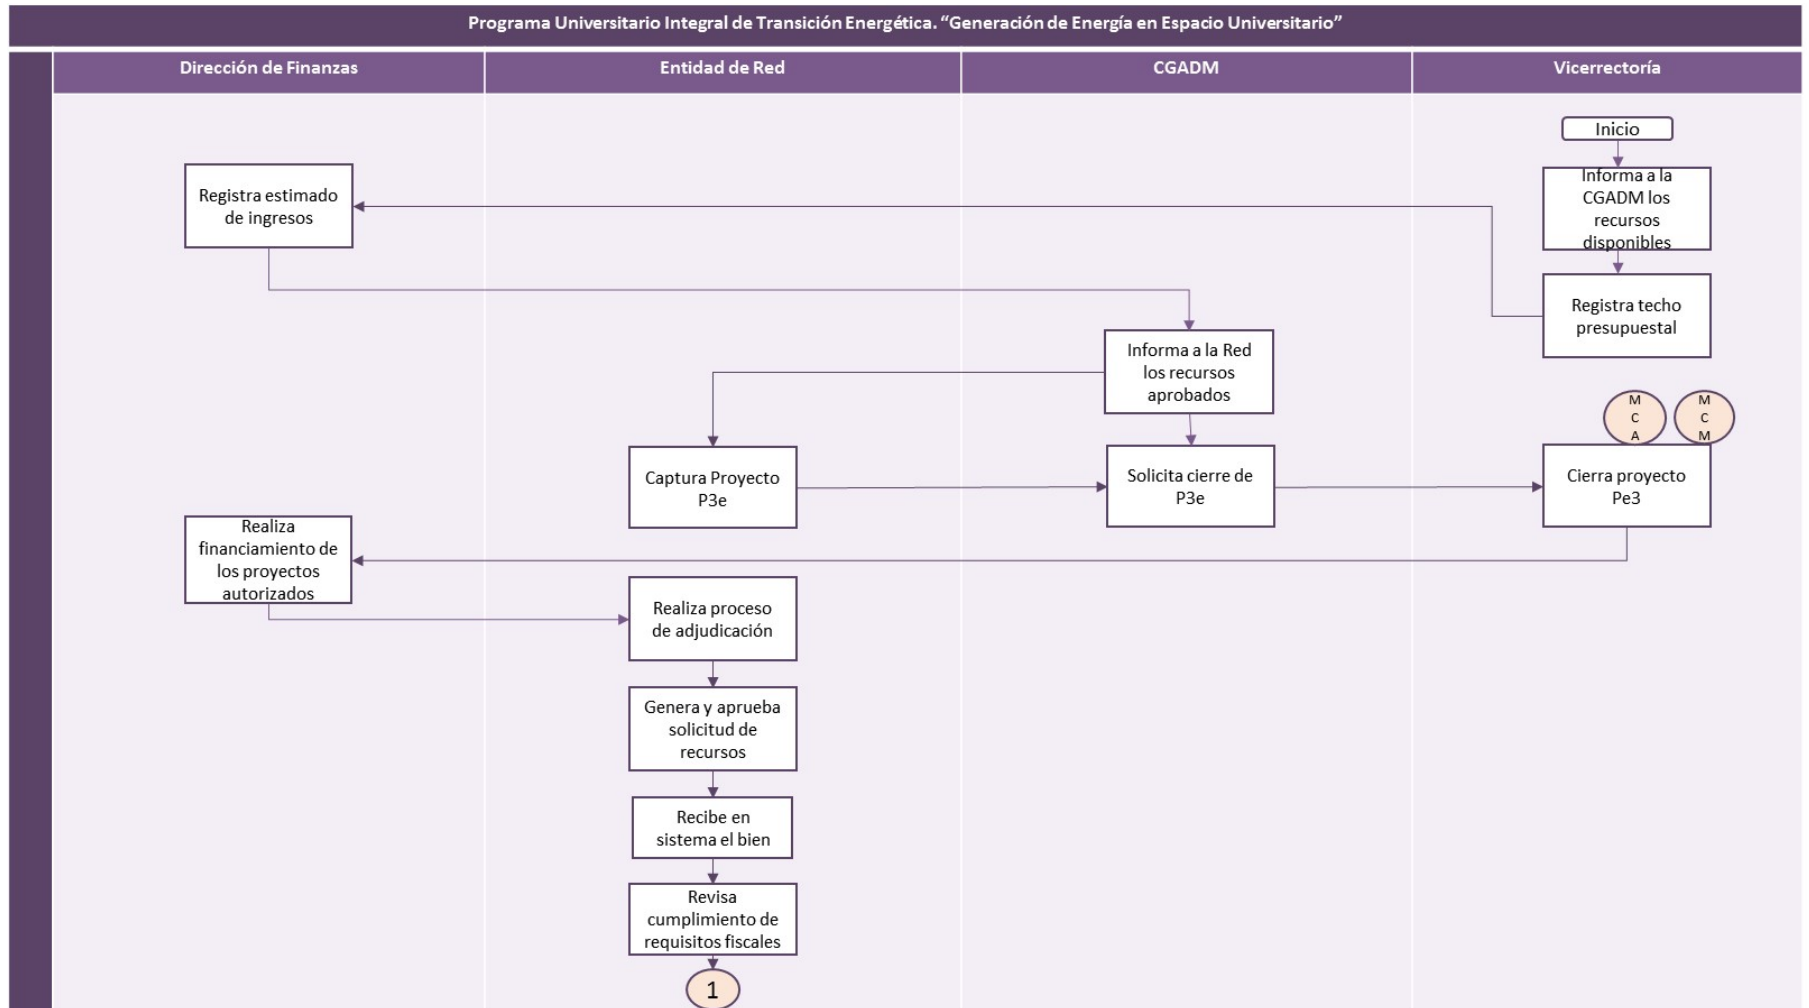 Programa Universitario Integral de Transición Energética. “Generación de Energía en Espacio Universitario”
Dirección de Finanzas
Entidad de Red
CGADM
Vicerrectoría
Inicio
Informa a la
CGADM los
recursos
disponibles
Registra estimado
de ingresos
Registra techo
presupuestal
Informa a la Red
los recursos
aprobados
M
C
A
M
C
M
Captura Proyecto
P3e
Solicita cierre de
P3e
Cierra proyecto
Pe3
Realiza
financiamiento de
los proyectos
autorizados
Realiza proceso
de adjudicación
Genera y aprueba
solicitud de
recursos
Recibe en
sistema el bien
Revisa
cumplimiento de
requisitos fiscales
1